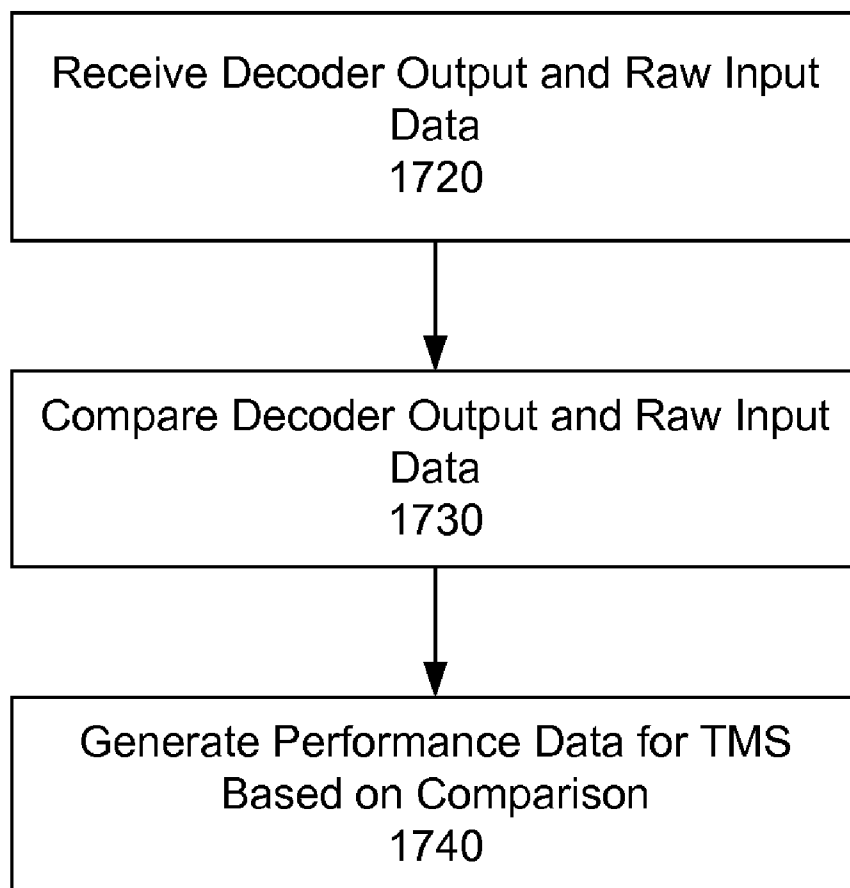 Receive Decoder Output and Raw Input
Data
1720
Compare Decoder Output and Raw Input
Data
1730
Generate Performance Data for TMS
Based on Comparison
1740